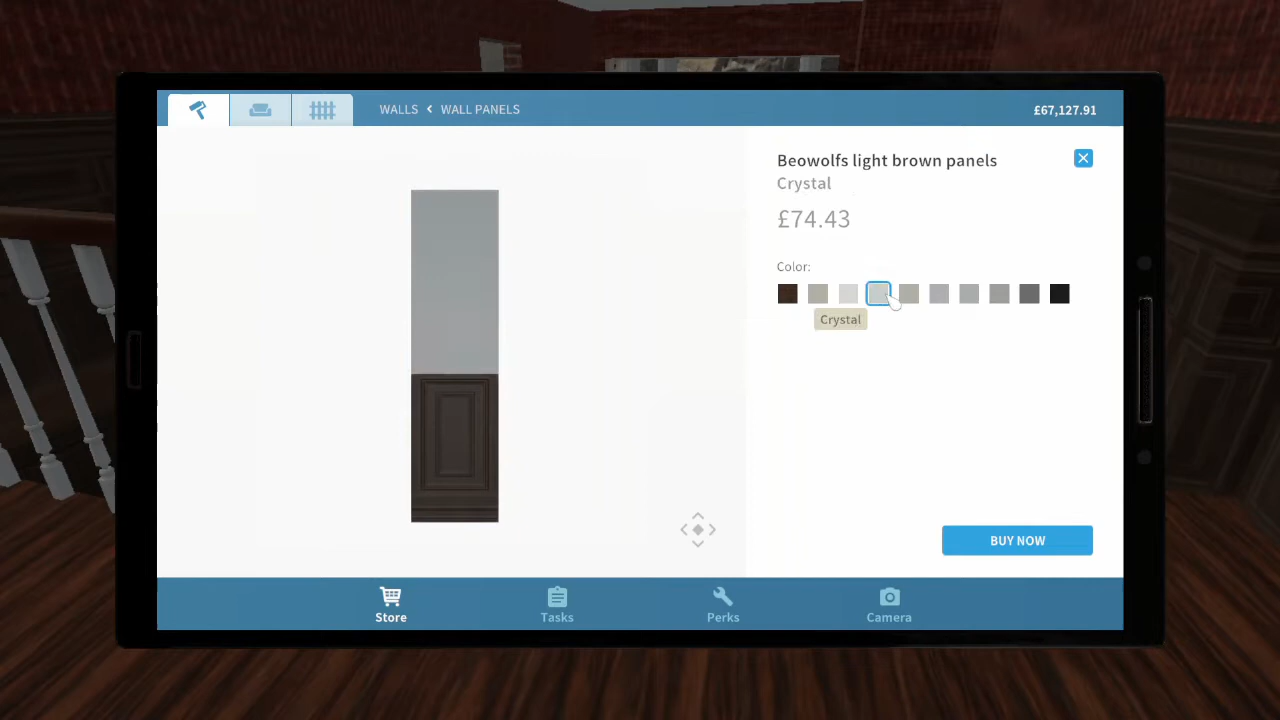 WALLS < WALL PANELS
£67,127.91
Beowolfs light brown panels
Crystal
£74.43
Color:
Crystal
BUY NOW
Store
Tasks
Perks
Camera